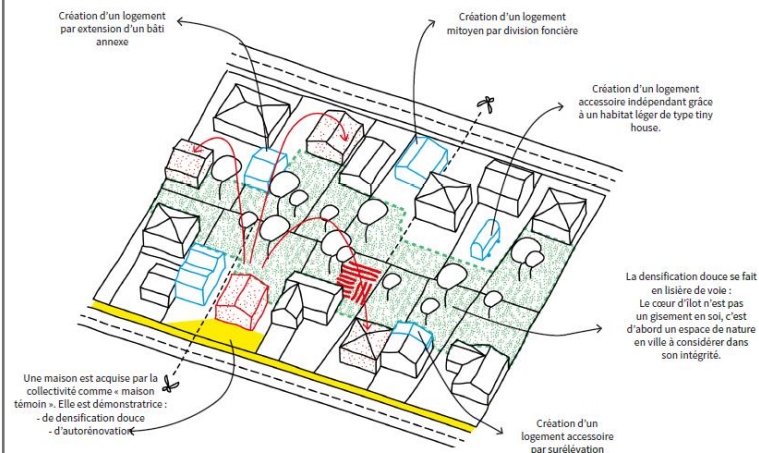 Création d'un logement
par extension d'un bâti
annexe
Création d'un logement
mitoyen par division foncière
Création d'un logement
accessoire indépendant grâce
à un habitat léger de type tiny
house.
La densification douce se fait
en lisière de voie :
Le cœur d'îlot n'est pas
un gisement en soi, c'est
d'abord un espace de nature
en ville à considérer dans
son intégrité.
Une maison est acquise par la
collectivité comme « maison
témoin ». Elle est démonstratrice :
- de densification douce
- d'autorénovation
Création d'un
logement accessoire
par surélévation